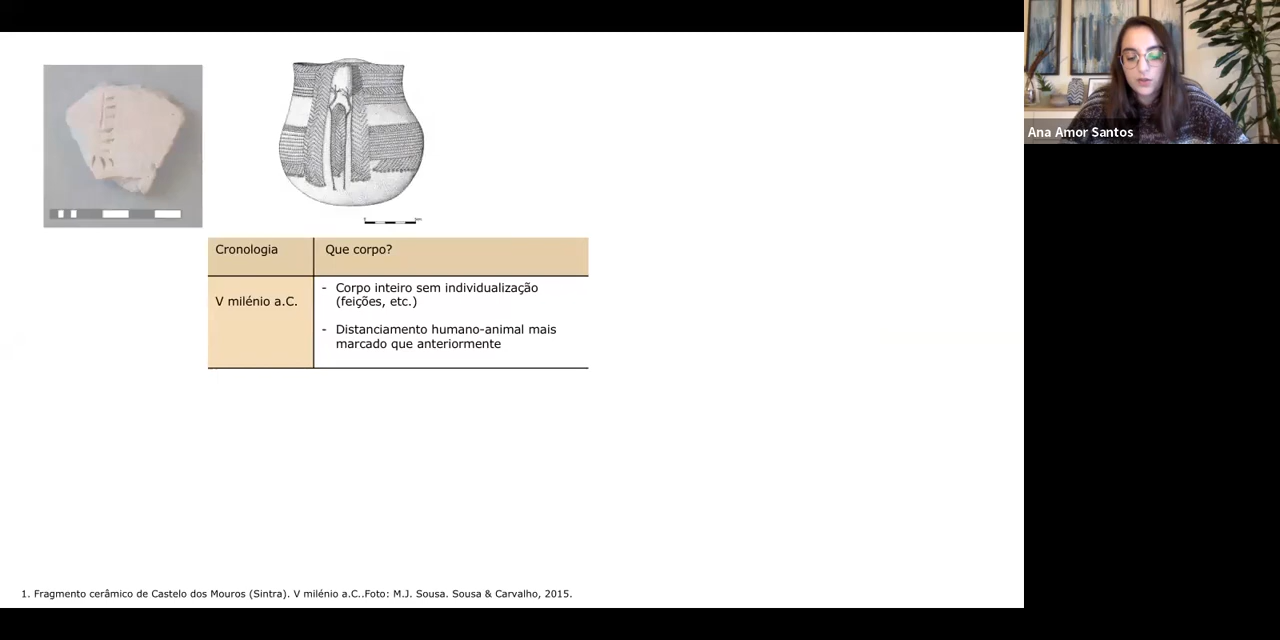 Ana Amor Santos
Cronologia
Que corpo?
V milénio a.C.
- Corpo inteiro sem individualização
(feições, etc.)
- Distanciamento humano-animal mais
marcado que anteriormente
1. Fragmento cerâmico de Castelo dos Mouros (Sintra). V milénio a.C..Foto: M.J. Sousa. Sousa & Carvalho, 2015.